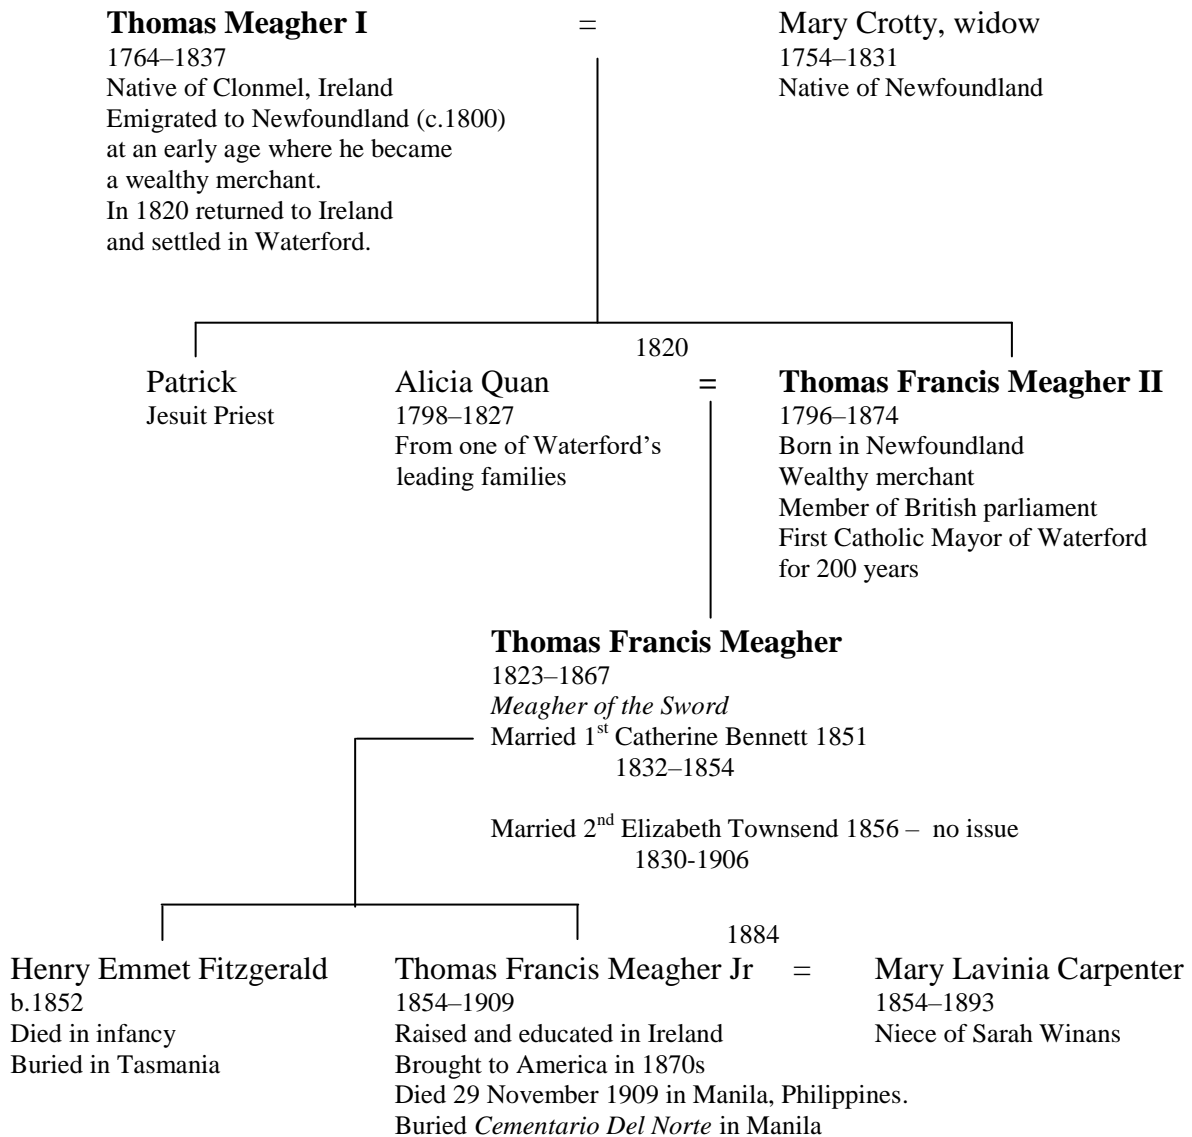 Thomas Meagher I = Mary Crotty, widow
1764–1837 1754–1831
Native of Clonmel, Ireland Native of Newfoundland
Emigrated to Newfoundland (c.1800)
at an early age where he became
a wealthy merchant.
In 1820 returned to Ireland
and settled in Waterford.
1820
Patrick Alicia Quan = Thomas Francis Meagher II
Jesuit Priest 1798–1827 1796–1874
From one of Waterford's Born in Newfoundland
leading families Wealthy merchant
Member of British parliament
First Catholic Mayor of Waterford
for 200 years
Thomas Francis Meagher
1823–1867
Meagher of the Sword
Married 1st Catherine Bennett 1851
1832–1854
Married 2nd Elizabeth Townsend 1856 – no issue
1830-1906
1884
Henry Emmet Fitzgerald Thomas Francis Meagher Jr = Mary Lavinia Carpenter
b.1852 1854–1909 1854–1893
Died in infancy Raised and educated in Ireland Niece of Sarah Winans
Buried in Tasmania Brought to America in 1870s
Died 29 November 1909 in Manila, Philippines.
Buried Cementario Del Norte in Manila